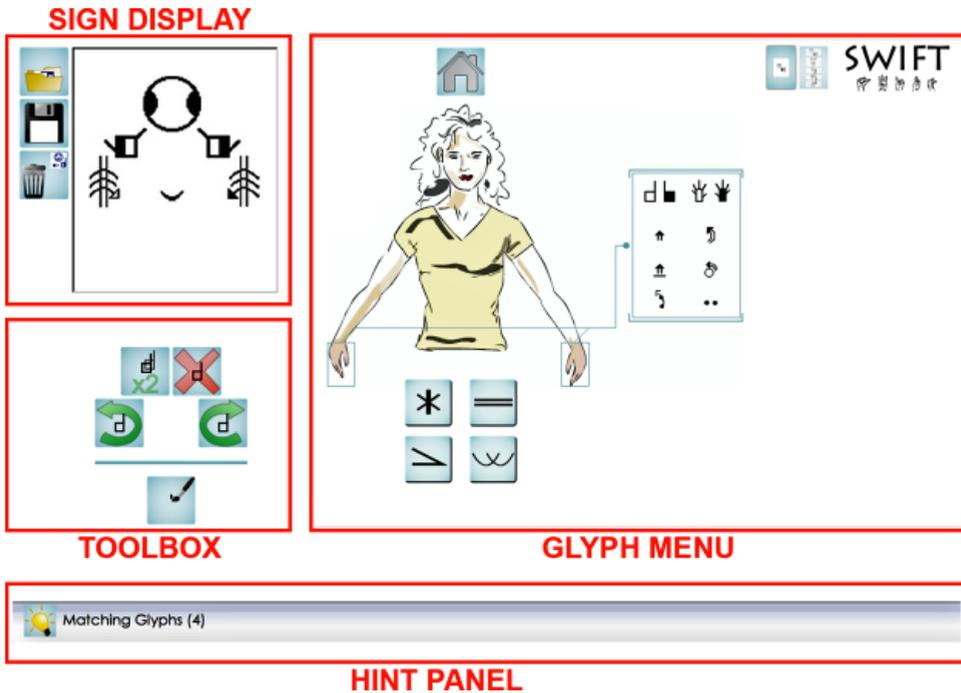 SIGN DISPLAY
SWIFT
x2
TOOLBOX
GLYPH MENU
Matching Glyphs (4)
HINT PANEL